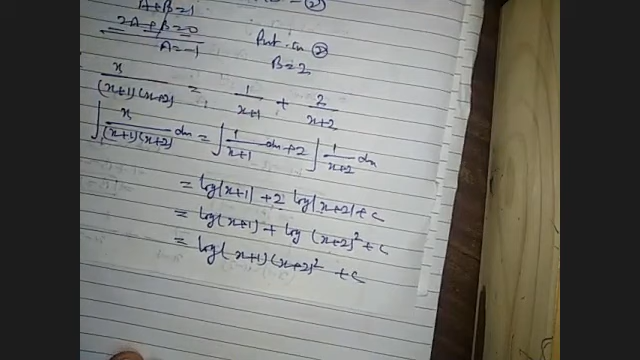 A+B=1
2A+B=0
A=-1
Put in ②
B=2
x/((x+1)(x+2)) = 1/(x+1) + 2/(x+2)
∫ x/((x+1)(x+2)) dx = ∫ 1/(x+1) dx + 2 ∫ 1/(x+2) dx
= log|x+1| + 2 log|x+2| + c
= log(x+1) + log (x+2)² + c
= log( x+1)(x+2)² + c